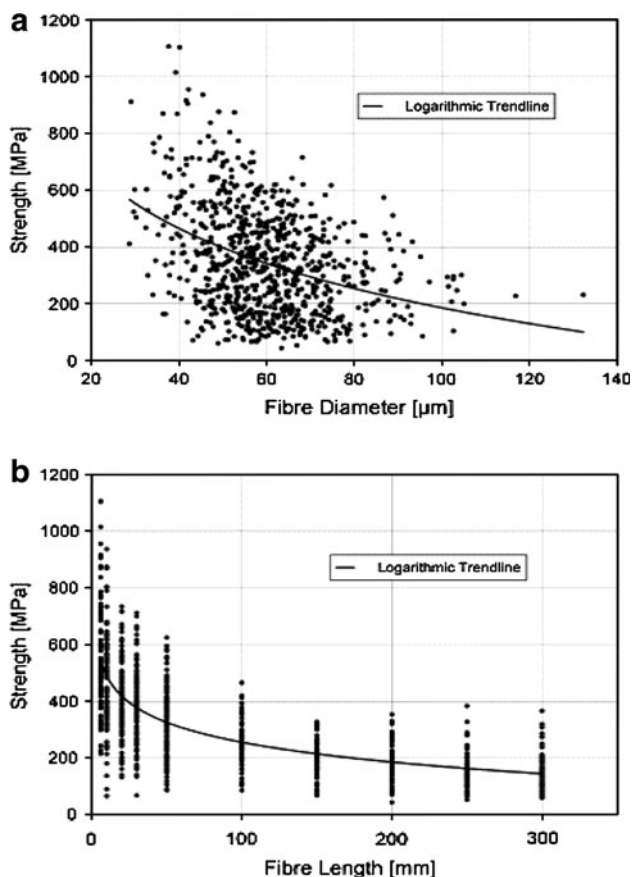 a
1200
1000
800
600
400
200
0
Strength [MPa]
Logarithmic Trendline
20 40 60 80 100 120 140
Fibre Diameter [µm]
b
1200
1000
800
600
400
200
0
Strength [MPa]
Logarithmic Trendline
0 100 200 300
Fibre Length [mm]